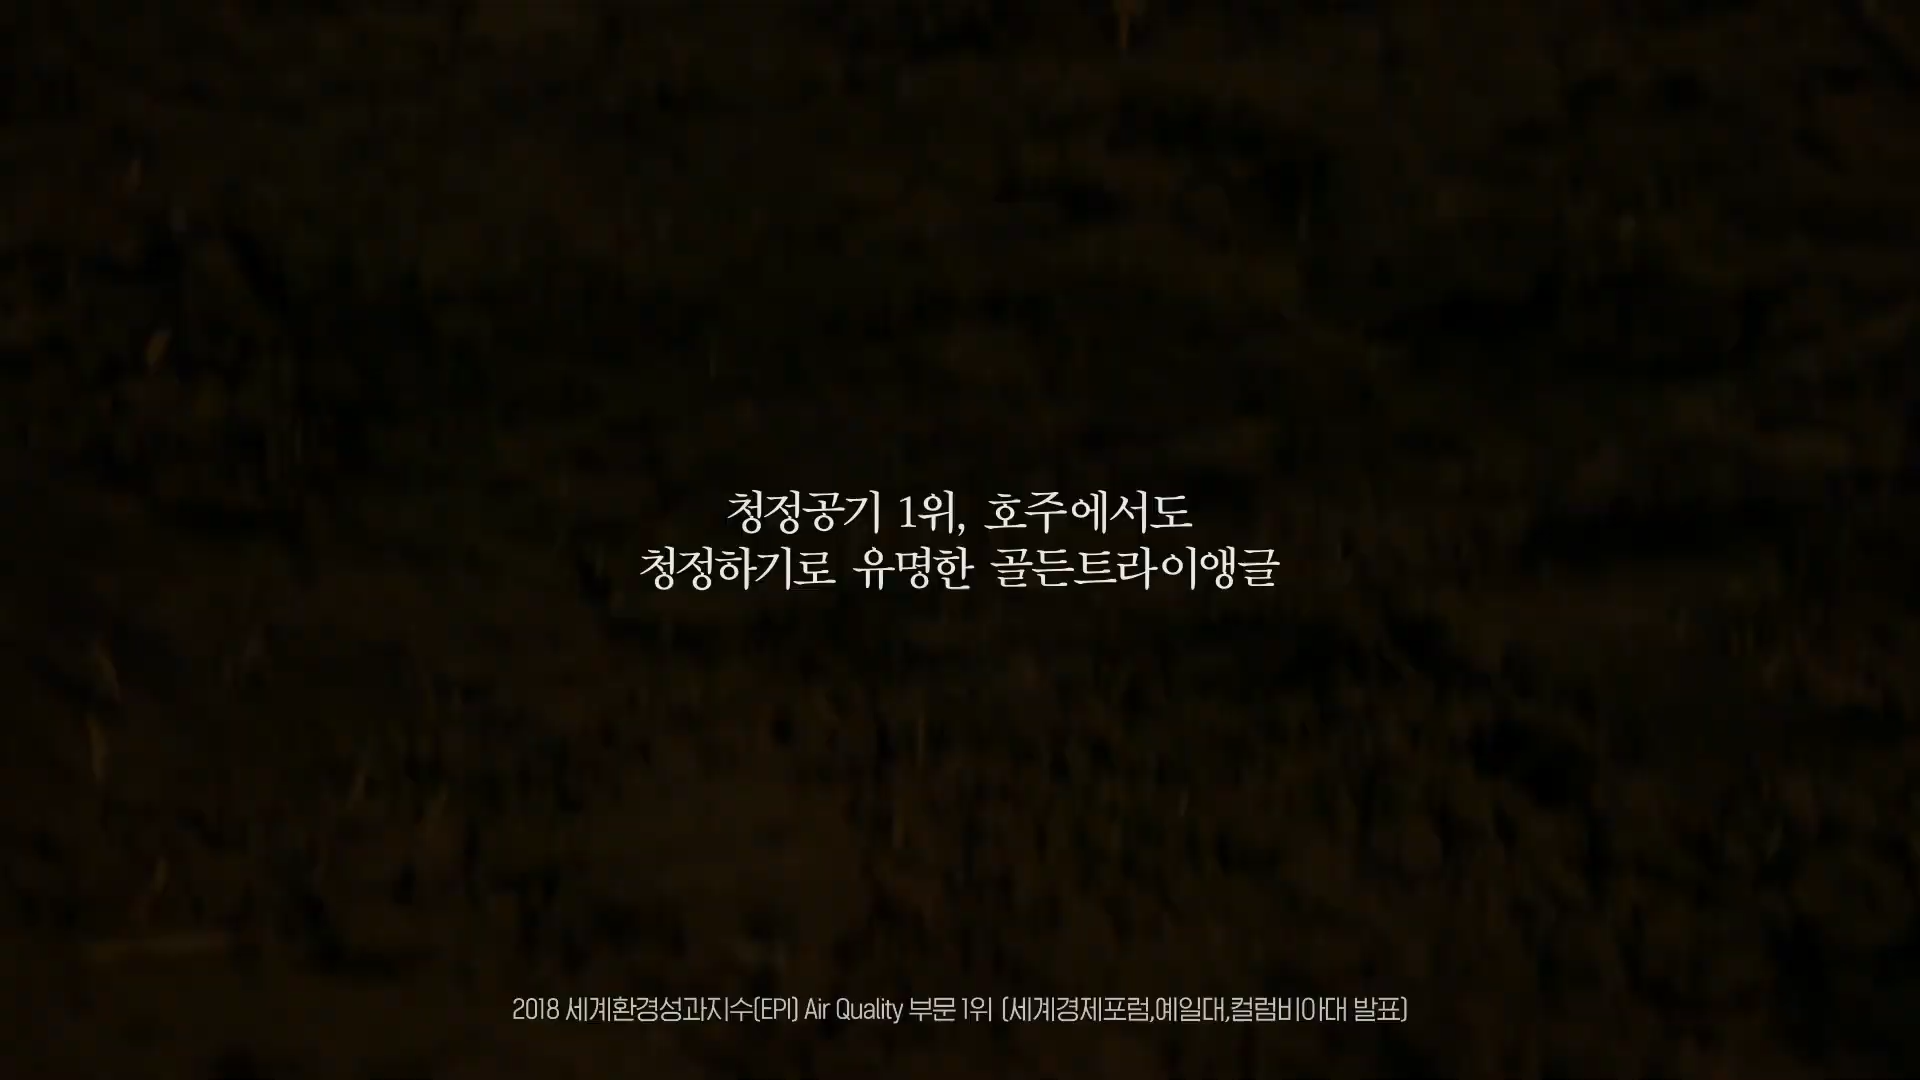 청정공기 1위, 호주에서도
청정하기로 유명한 골든트라이앵글
2018 세계환경성과지수(EPI) Air Quality 부문 1위 (세계경제포럼,예일대,컬럼비아대 발표)